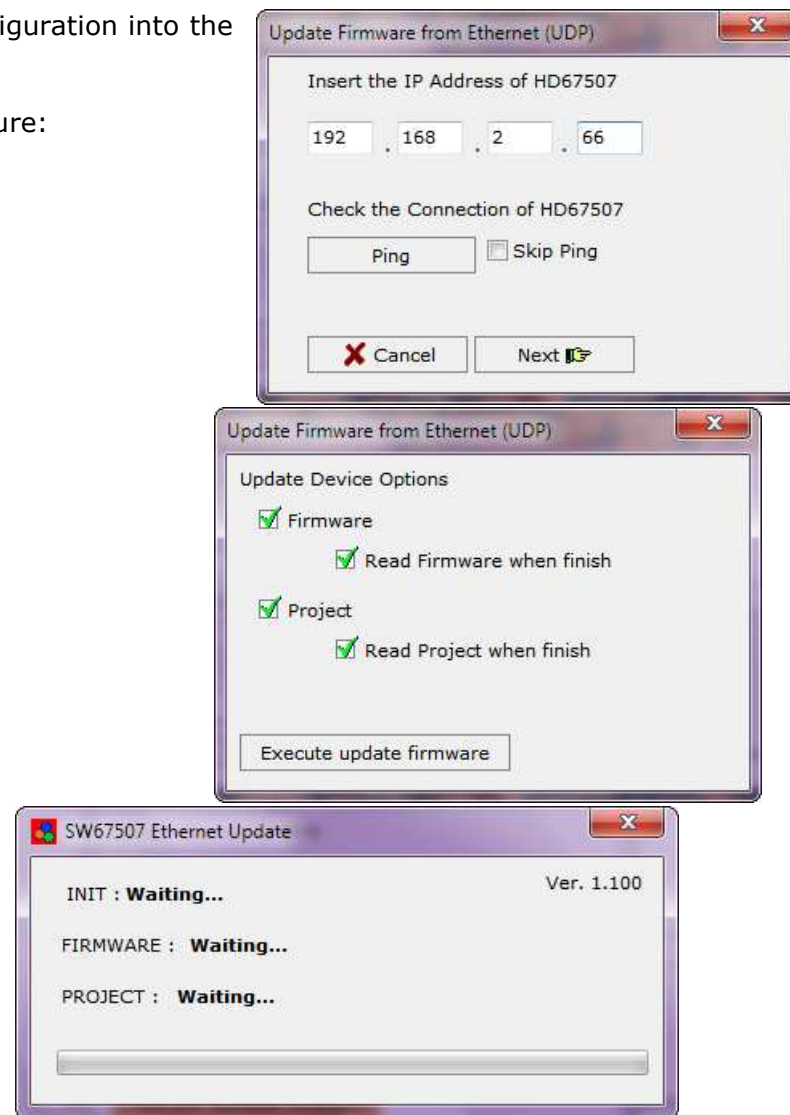 iguration into the
ure:
Update Firmware from Ethernet (UDP)
Insert the IP Address of HD67507
192 . 168 . 2 . 66
Check the Connection of HD67507
Ping Skip Ping
Cancel Next
Update Firmware from Ethernet (UDP)
Update Device Options
Firmware
Read Firmware when finish
Project
Read Project when finish
Execute update firmware
SW67507 Ethernet Update
Ver. 1.100
INIT : Waiting...
FIRMWARE : Waiting...
PROJECT : Waiting...